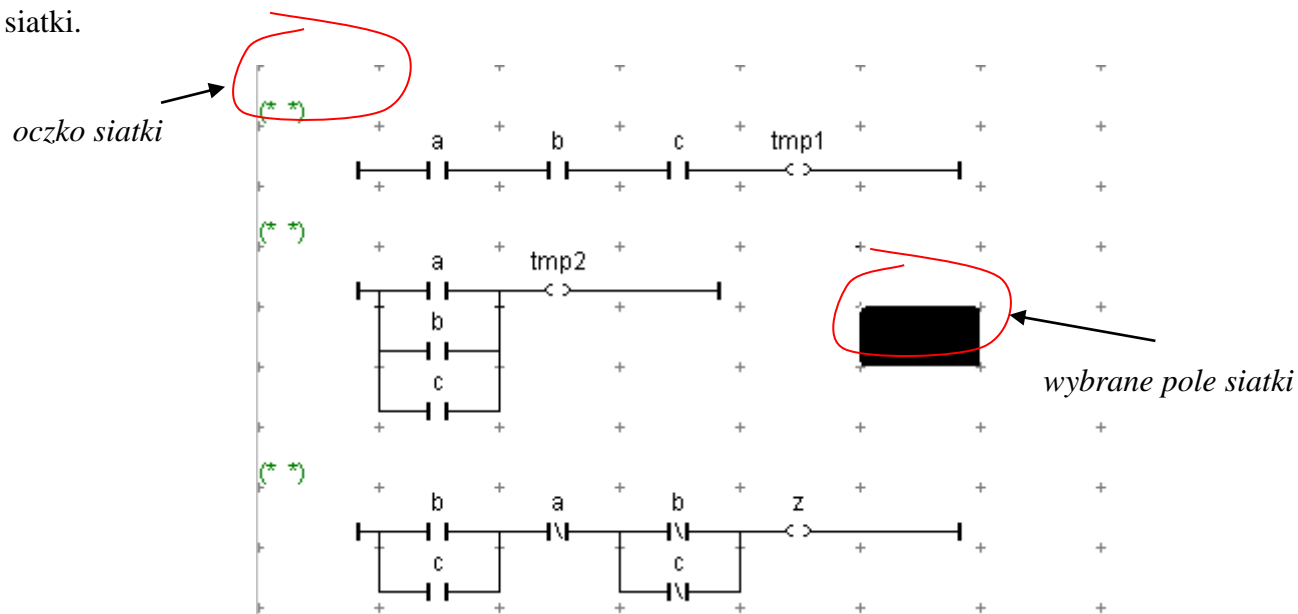 siatki.
(* *)
oczko siatki
a b c tmp1
(* *)
a tmp2
b
c
wybrane pole siatki
(* *)
b a b z
c c